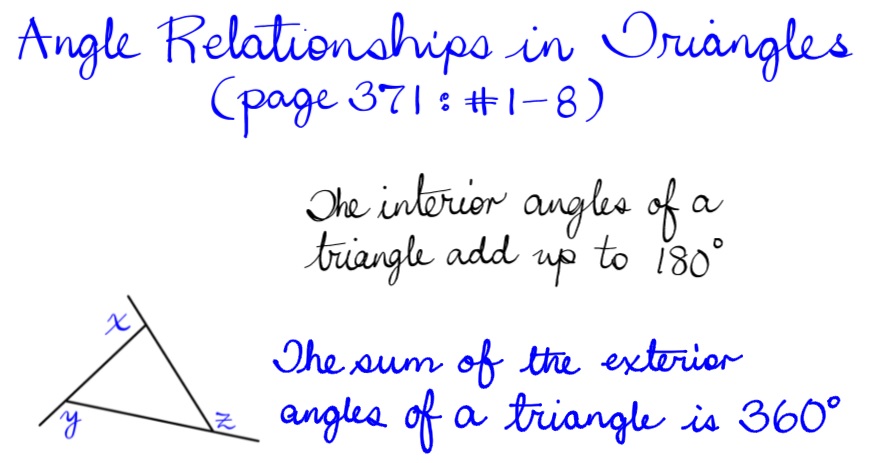 Angle Relationships in Triangles
(page 371 : #1-8)
The interior angles of a
triangle add up to 180°
x
y
z
The sum of the exterior
angles of a triangle is 360°